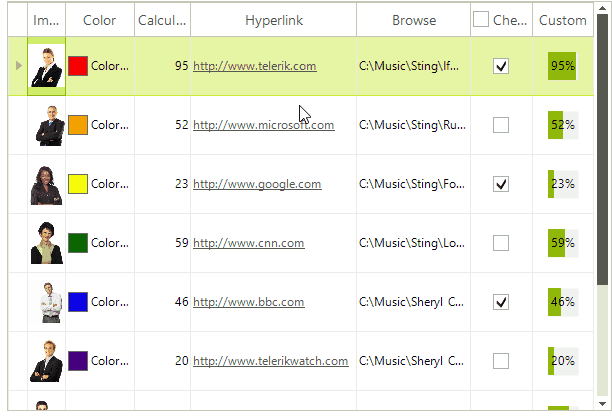 Im... Color Calcul... Hyperlink Browse Che... Custom
Color... 95 http://www.telerik.com C:\Music\Sting\If... 95%
Color... 52 http://www.microsoft.com C:\Music\Sting\Ru... 52%
Color... 23 http://www.google.com C:\Music\Sting\Fo... 23%
Color... 59 http://www.cnn.com C:\Music\Sting\Lo... 59%
Color... 46 http://www.bbc.com C:\Music\Sheryl C... 46%
Color... 20 http://www.telerikwatch.com C:\Music\Sheryl C... 20%